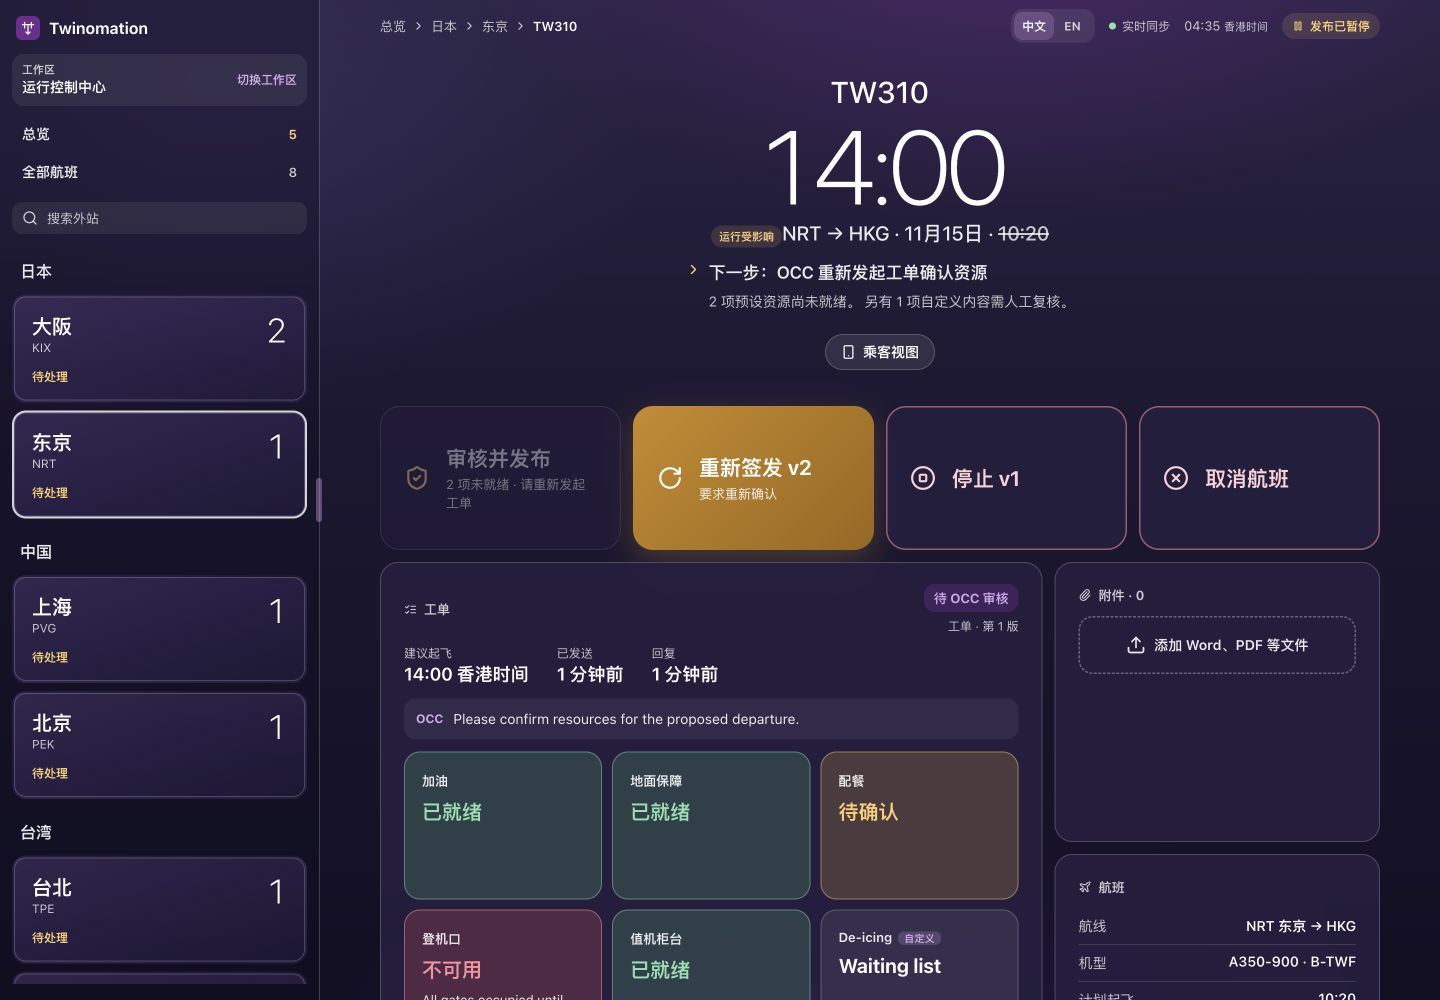 Twinomation
工作区
运行控制中心
切换工作区
总览 5
全部航班 8
搜索外站
日本
大阪 2
KIX
待处理
东京 1
NRT
待处理
中国
上海 1
PVG
待处理
北京 1
PEK
待处理
台湾
台北 1
TPE
待处理
总览 > 日本 > 东京 > TW310
中文 EN
实时同步
04:35 香港时间
发布已暂停
TW310
14:00
运行受影响 NRT → HKG · 11月15日 · 10:20
下一步：OCC 重新发起工单确认资源
2 项预设资源尚未就绪。 另有 1 项自定义内容需人工复核。
乘客视图
审核并发布
2 项未就绪 · 请重新发起
工单
重新签发 v2
要求重新确认
停止 v1
取消航班
工单
待 OCC 审核
工单 · 第 1 版
建议起飞
14:00 香港时间
已发送
1 分钟前
回复
1 分钟前
OCC Please confirm resources for the proposed departure.
加油
已就绪
地面保障
已就绪
配餐
待确认
登机口
不可用
All gates occupied until
值机柜台
已就绪
De-icing 自定义
Waiting list
附件 · 0
添加 Word、PDF 等文件
航班
航线 NRT 东京 → HKG
机型 A350-900 · B-TWF
计划起飞 10:20